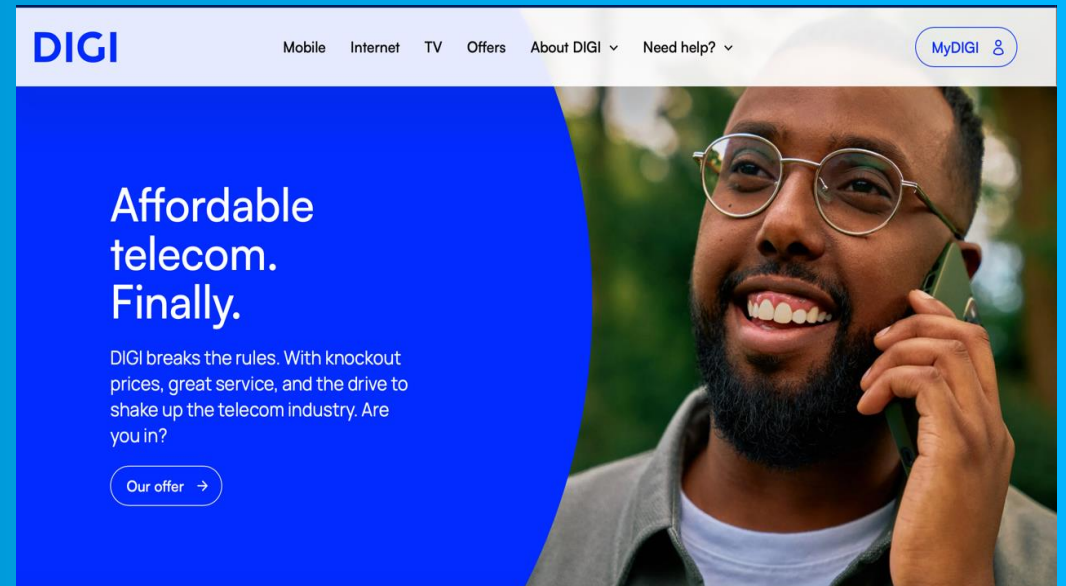 DIGI
Mobile Internet TV Offers About DIGI Need help? MyDIGI
Affordable
telecom.
Finally.
DIGI breaks the rules. With knockout
prices, great service, and the drive to
shake up the telecom industry. Are
you in?
Our offer →